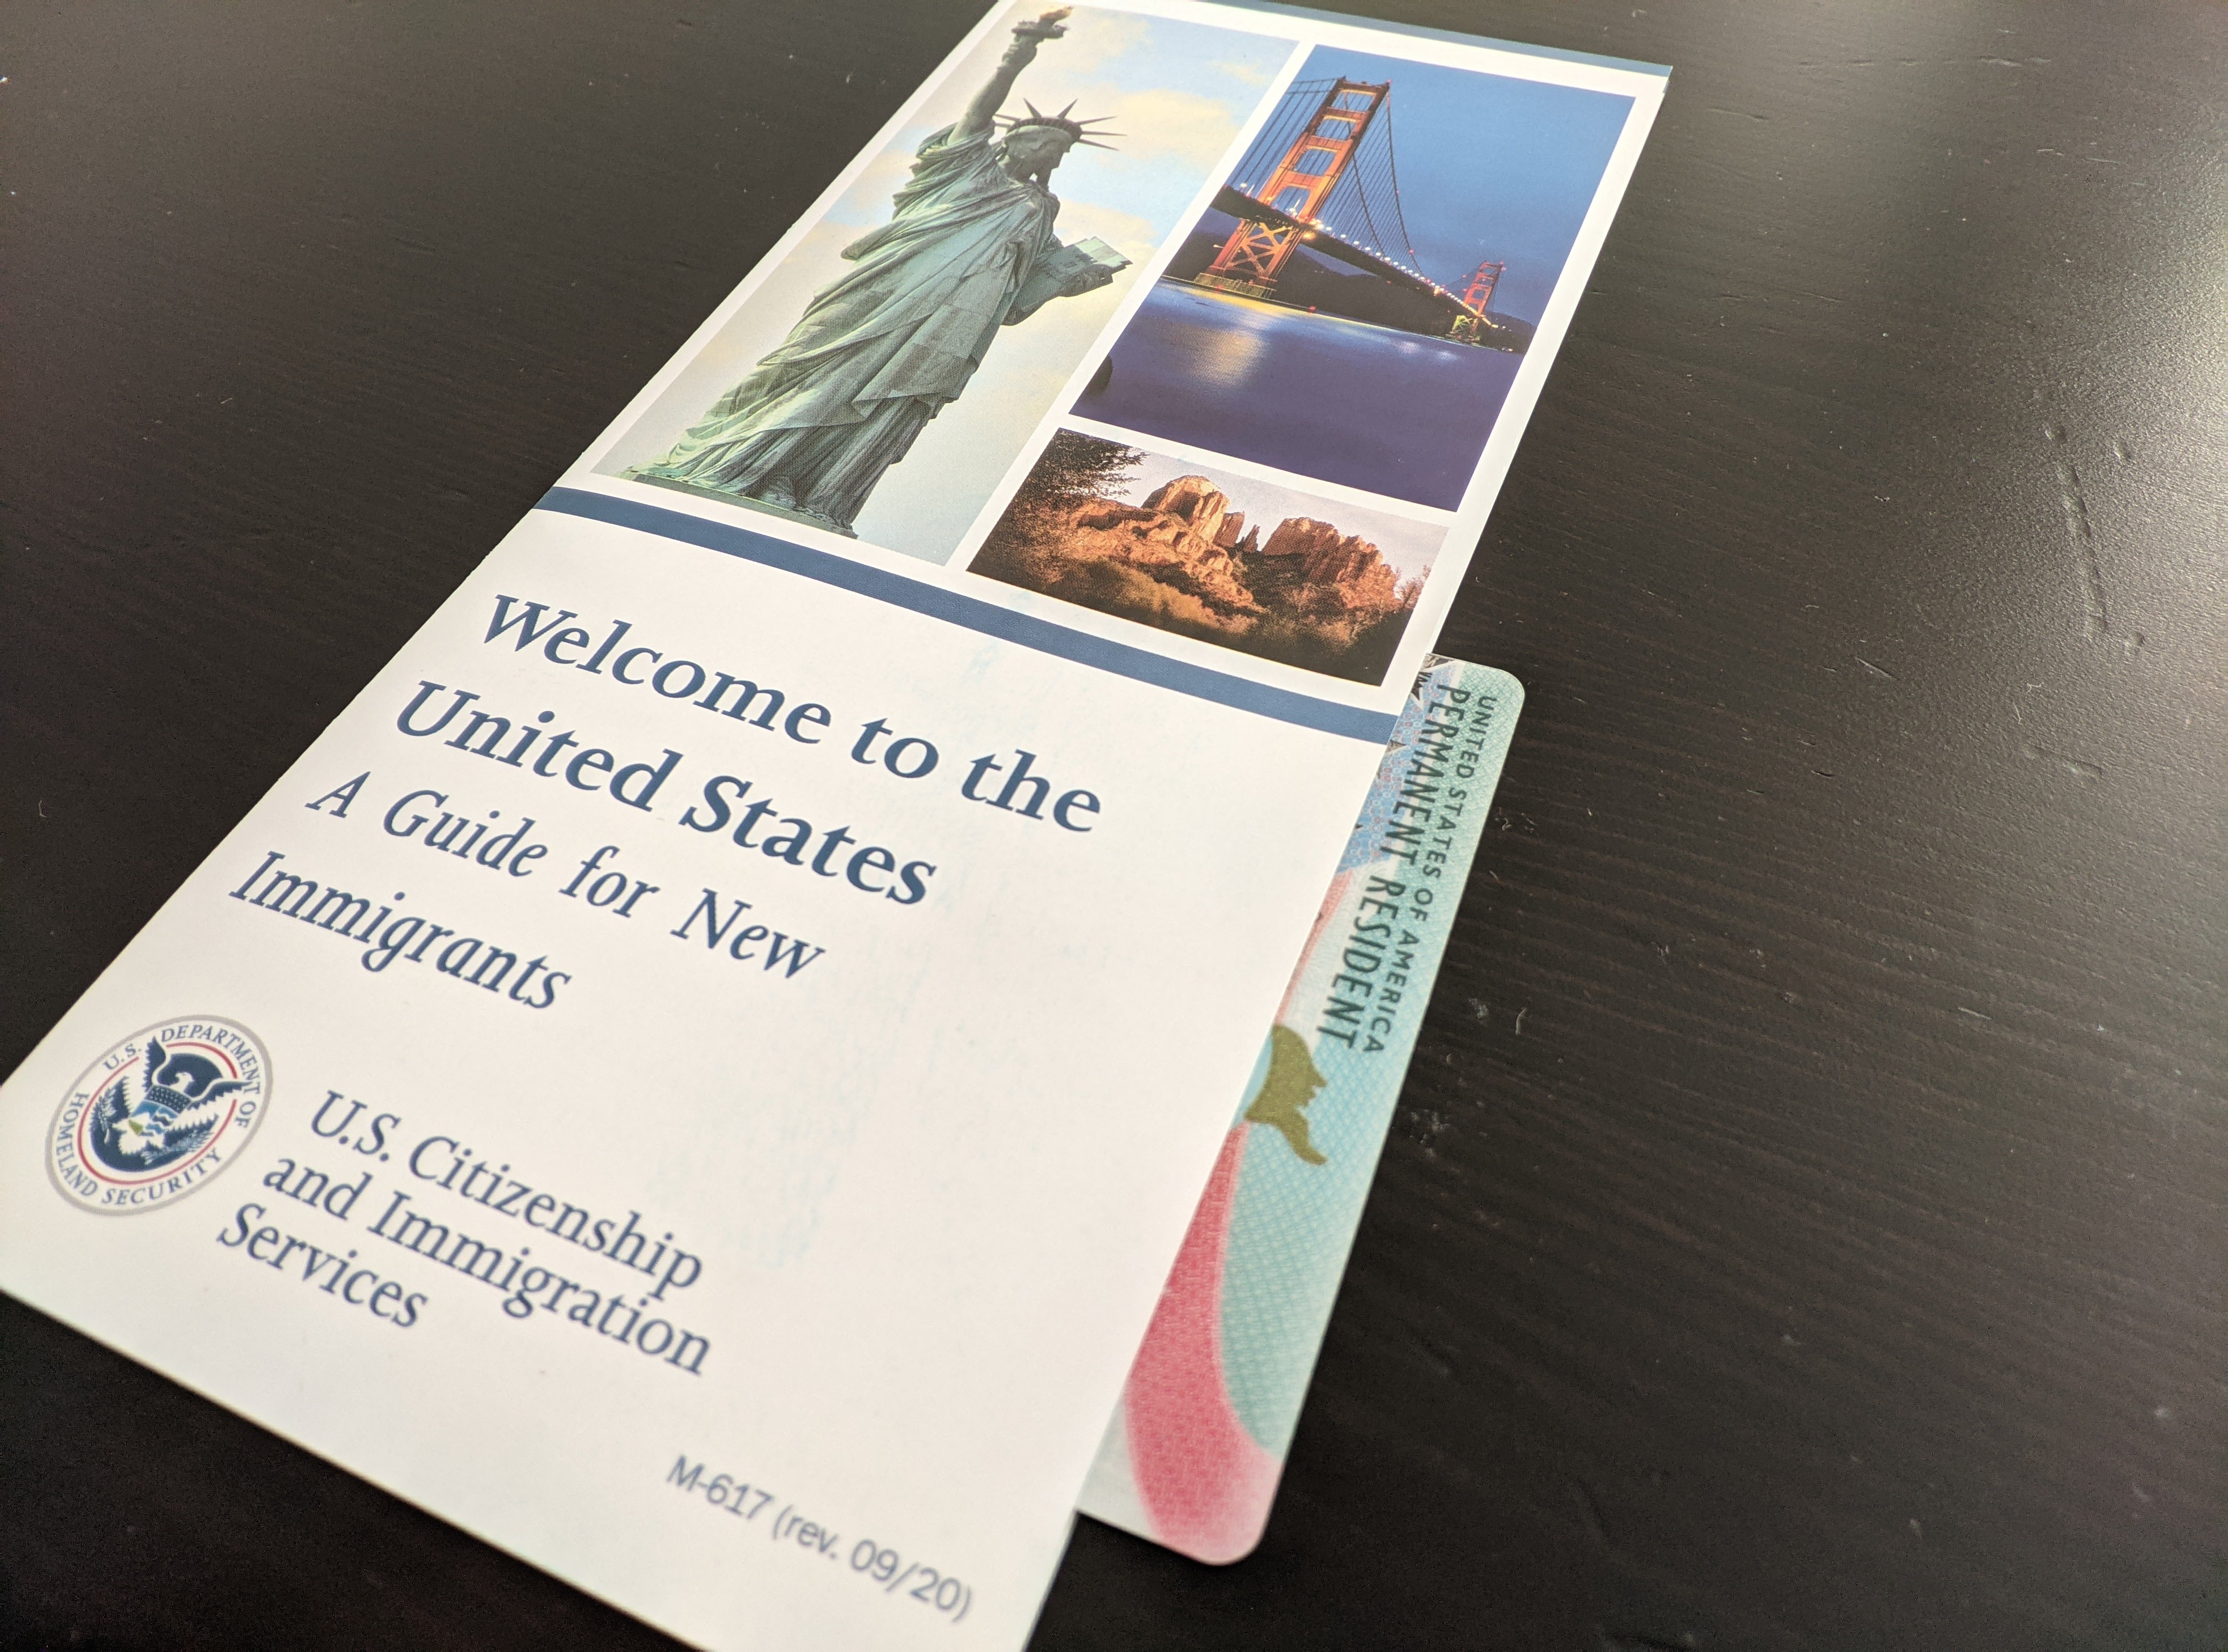 Welcome to the
United States
A Guide for New
Immigrants
U.S. DEPARTMENT OF
HOMELAND SECURITY
U.S. Citizenship
and Immigration
Services
M-617 (rev. 09/20)
UNITED STATES OF AMERICA
PERMANENT RESIDENT